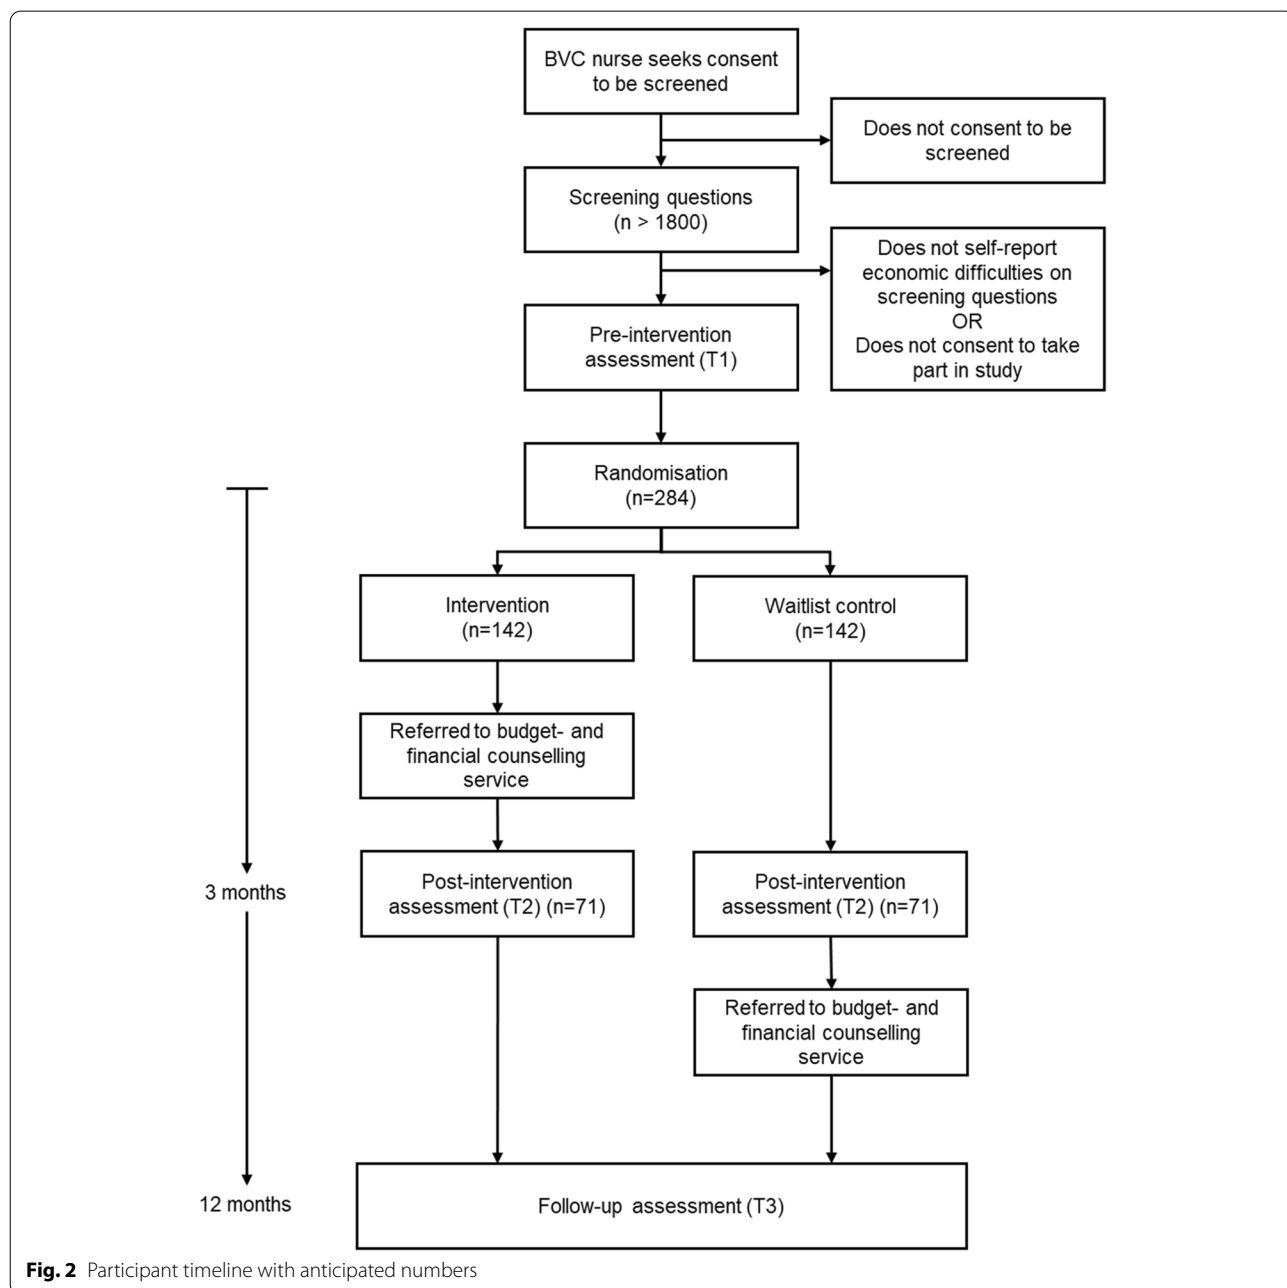 BVC nurse seeks consent
to be screened
Does not consent to be
screened
Screening questions
(n > 1800)
Does not self-report
economic difficulties on
screening questions
OR
Does not consent to take
part in study
Pre-intervention
assessment (T1)
Randomisation
(n=284)
Intervention
(n=142)
Waitlist control
(n=142)
Referred to budget- and
financial counselling
service
3 months
Post-intervention
assessment (T2) (n=71)
Post-intervention
assessment (T2) (n=71)
Referred to budget- and
financial counselling
service
12 months
Follow-up assessment (T3)
Fig. 2 Participant timeline with anticipated numbers